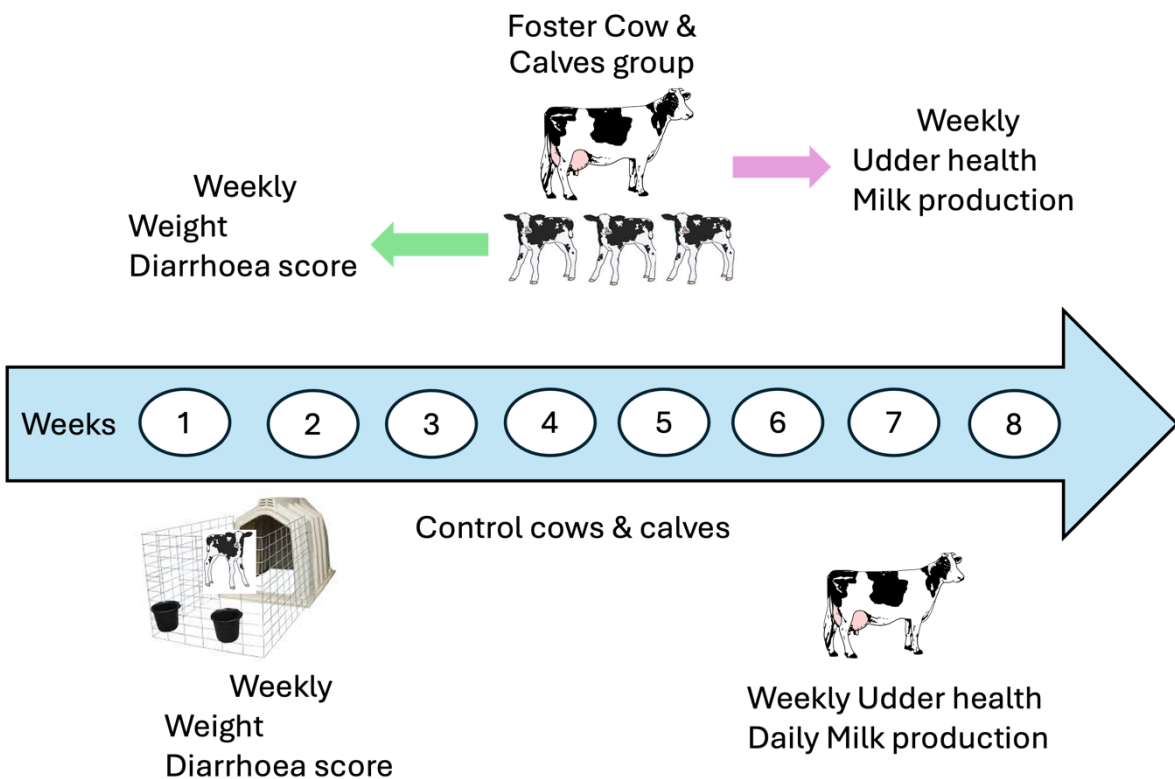 Foster Cow &
Calves group
Weekly
Udder health
Milk production
Weekly
Weight
Diarrhoea score
Weeks 1 2 3 4 5 6 7 8
Control cows & calves
Weekly
Weight
Diarrhoea score
Weekly Udder health
Daily Milk production